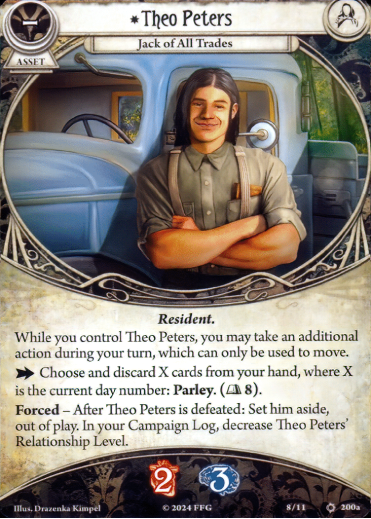 *Theo Peters
Jack of All Trades
ASSET
Resident.
While you control Theo Peters, you may take an additional
action during your turn, which can only be used to move.
Choose and discard X cards from your hand, where X
is the current day number: Parley. (8).
Forced – After Theo Peters is defeated: Set him aside,
out of play. In your Campaign Log, decrease Theo Peters'
Relationship Level.
2 3
Illus. Drazenka Kimpel © 2024 FFG 8/11 200a